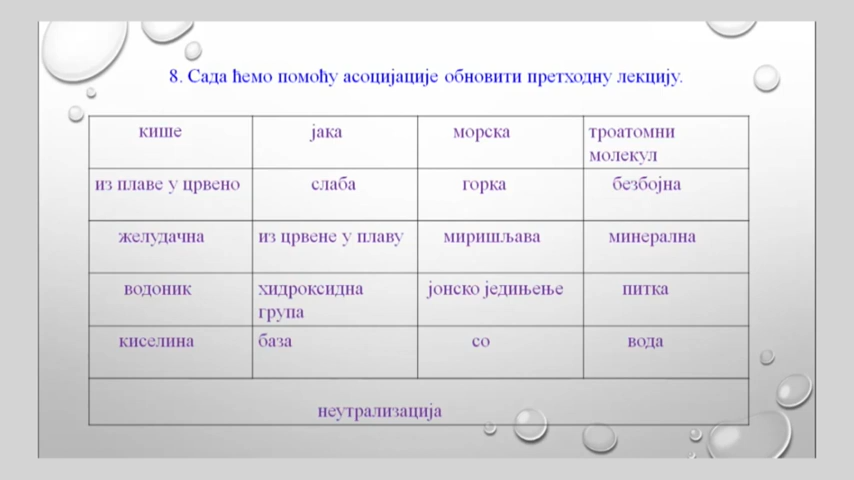 8. Сада ћемо помоћу асоцијације обновити претходну лекцију.
кише јака морска троатомни
молекул
из плаве у црвено слаба горка безбојна
желудачна из црвене у плаву миришљава минерална
водоник хидроксидна јонско једињење питка
група
киселина база со вода
неутрализација